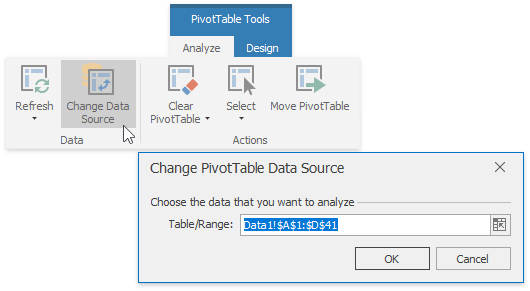 PivotTable Tools
Analyze Design
Refresh
Change Data
Source
Clear
PivotTable
Select
Move PivotTable
Data
Actions
Change PivotTable Data Source
Choose the data that you want to analyze
Table/Range: Data1!$A$1:$D$41
OK Cancel